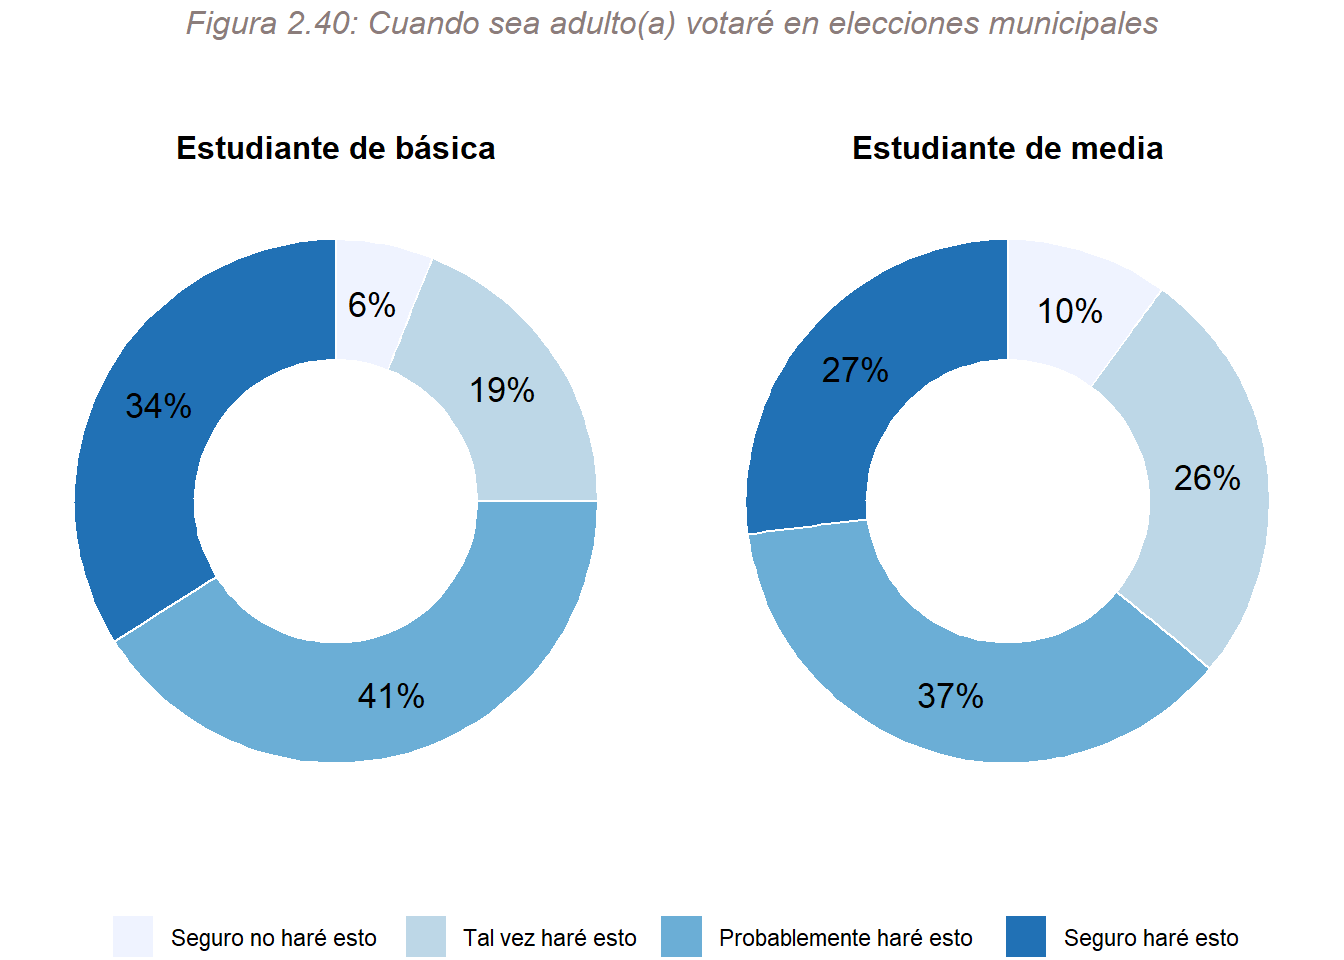 Figura 2.40: Cuando sea adulto(a) votaré en elecciones municipales
Estudiante de básica
Estudiante de media
6%
19%
41%
34%
10%
26%
37%
27%
Seguro no haré esto
Tal vez haré esto
Probablemente haré esto
Seguro haré esto